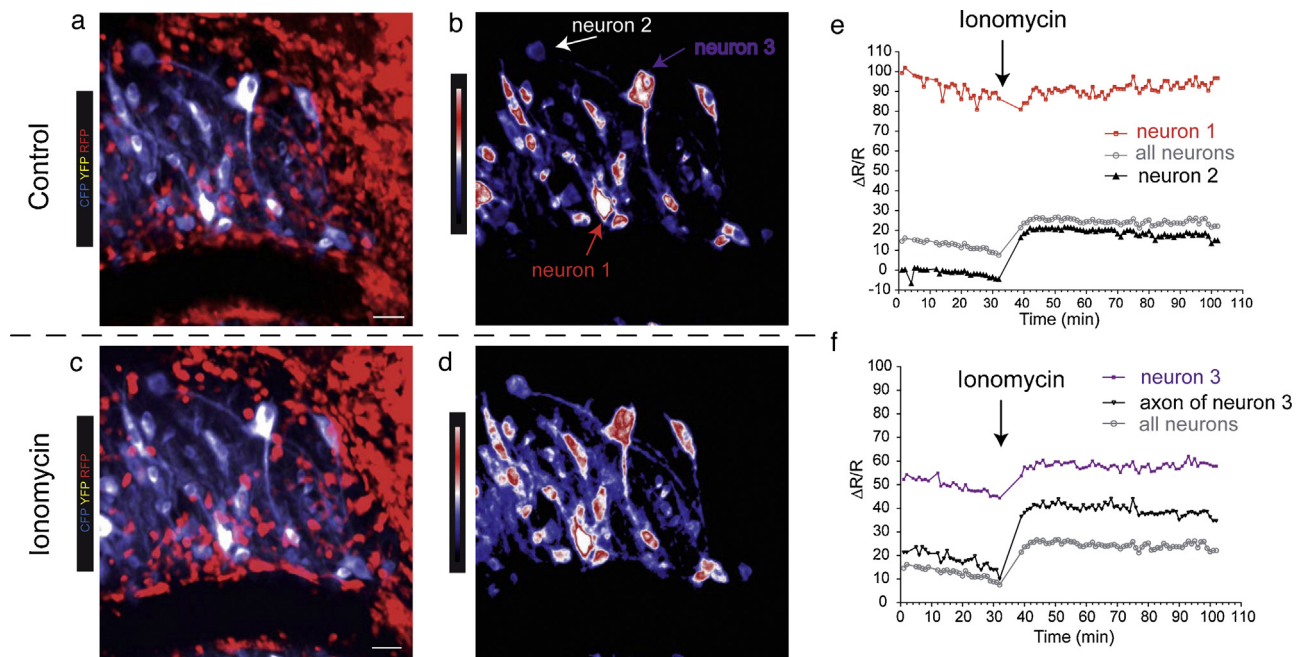 a
Control
CFP YFP RFP
b
neuron 2
neuron 3
neuron 1
c
Ionomycin
CFP YFP RFP
d
e
Ionomycin
110
100
90
80
70
60
50
40
30
20
10
0
-10
ΔR/R
neuron 1
all neurons
neuron 2
0 10 20 30 40 50 60 70 80 90 100 110
Time (min)
f
Ionomycin
100
90
80
70
60
50
40
30
20
10
0
ΔR/R
neuron 3
axon of neuron 3
all neurons
0 10 20 30 40 50 60 70 80 90 100 110
Time (min)